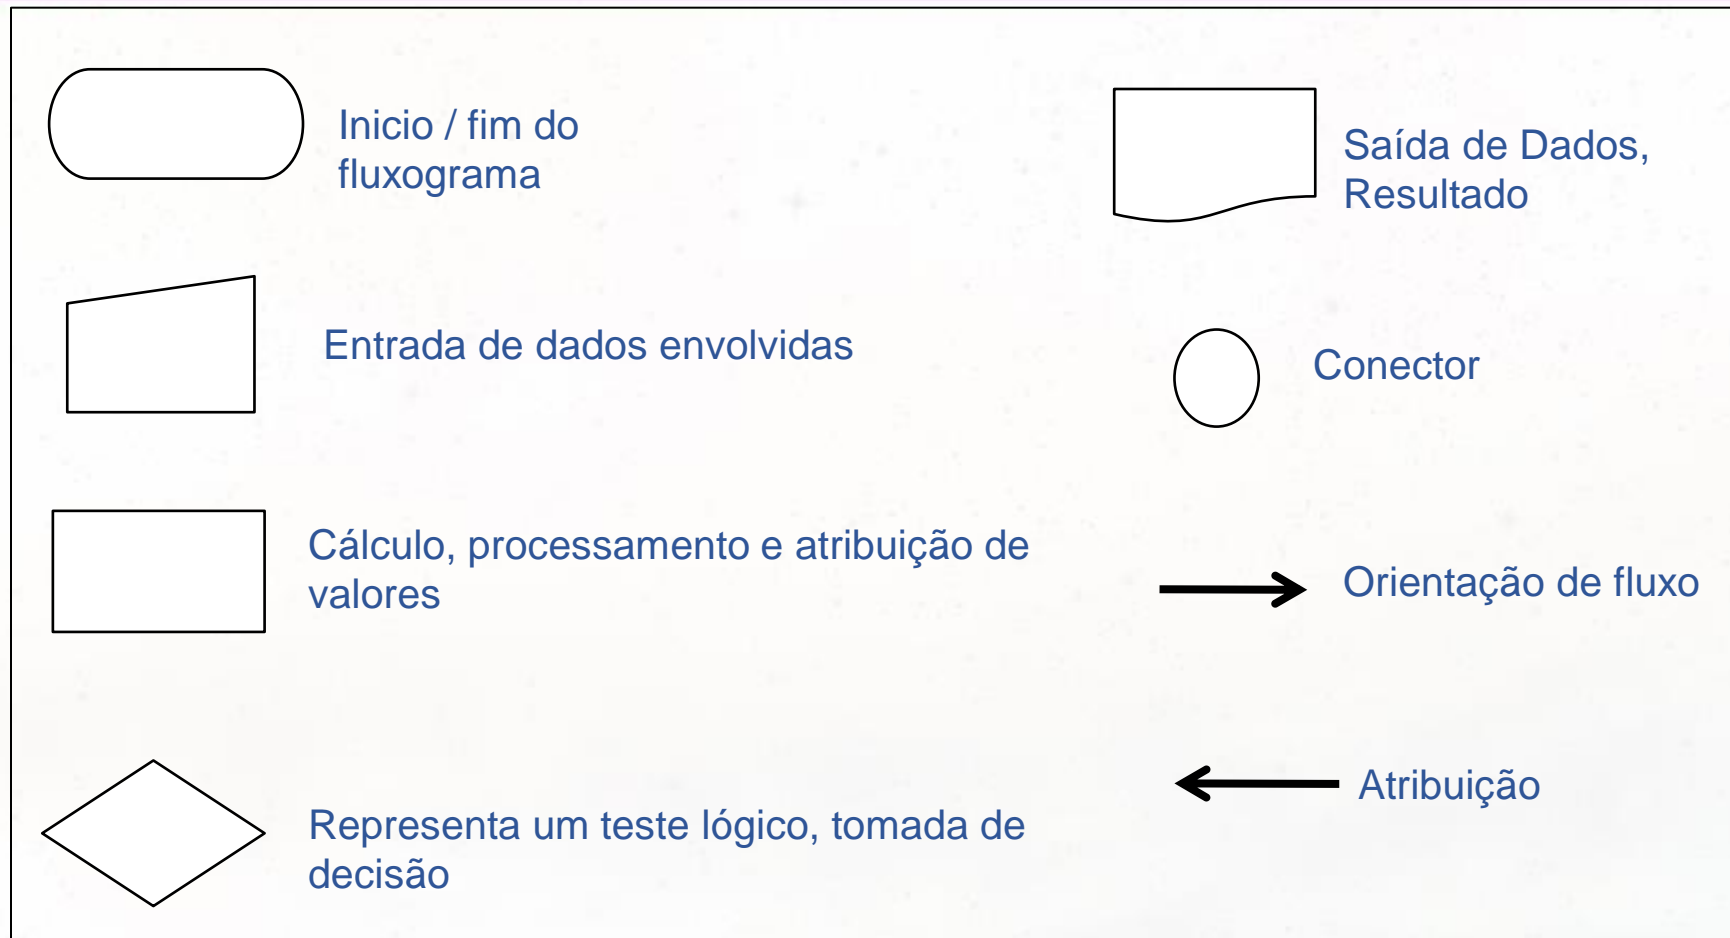 Inicio / fim do
fluxograma
Entrada de dados envolvidas
Cálculo, processamento e atribuição de
valores
Representa um teste lógico, tomada de
decisão
Saída de Dados,
Resultado
Conector
Orientação de fluxo
Atribuição